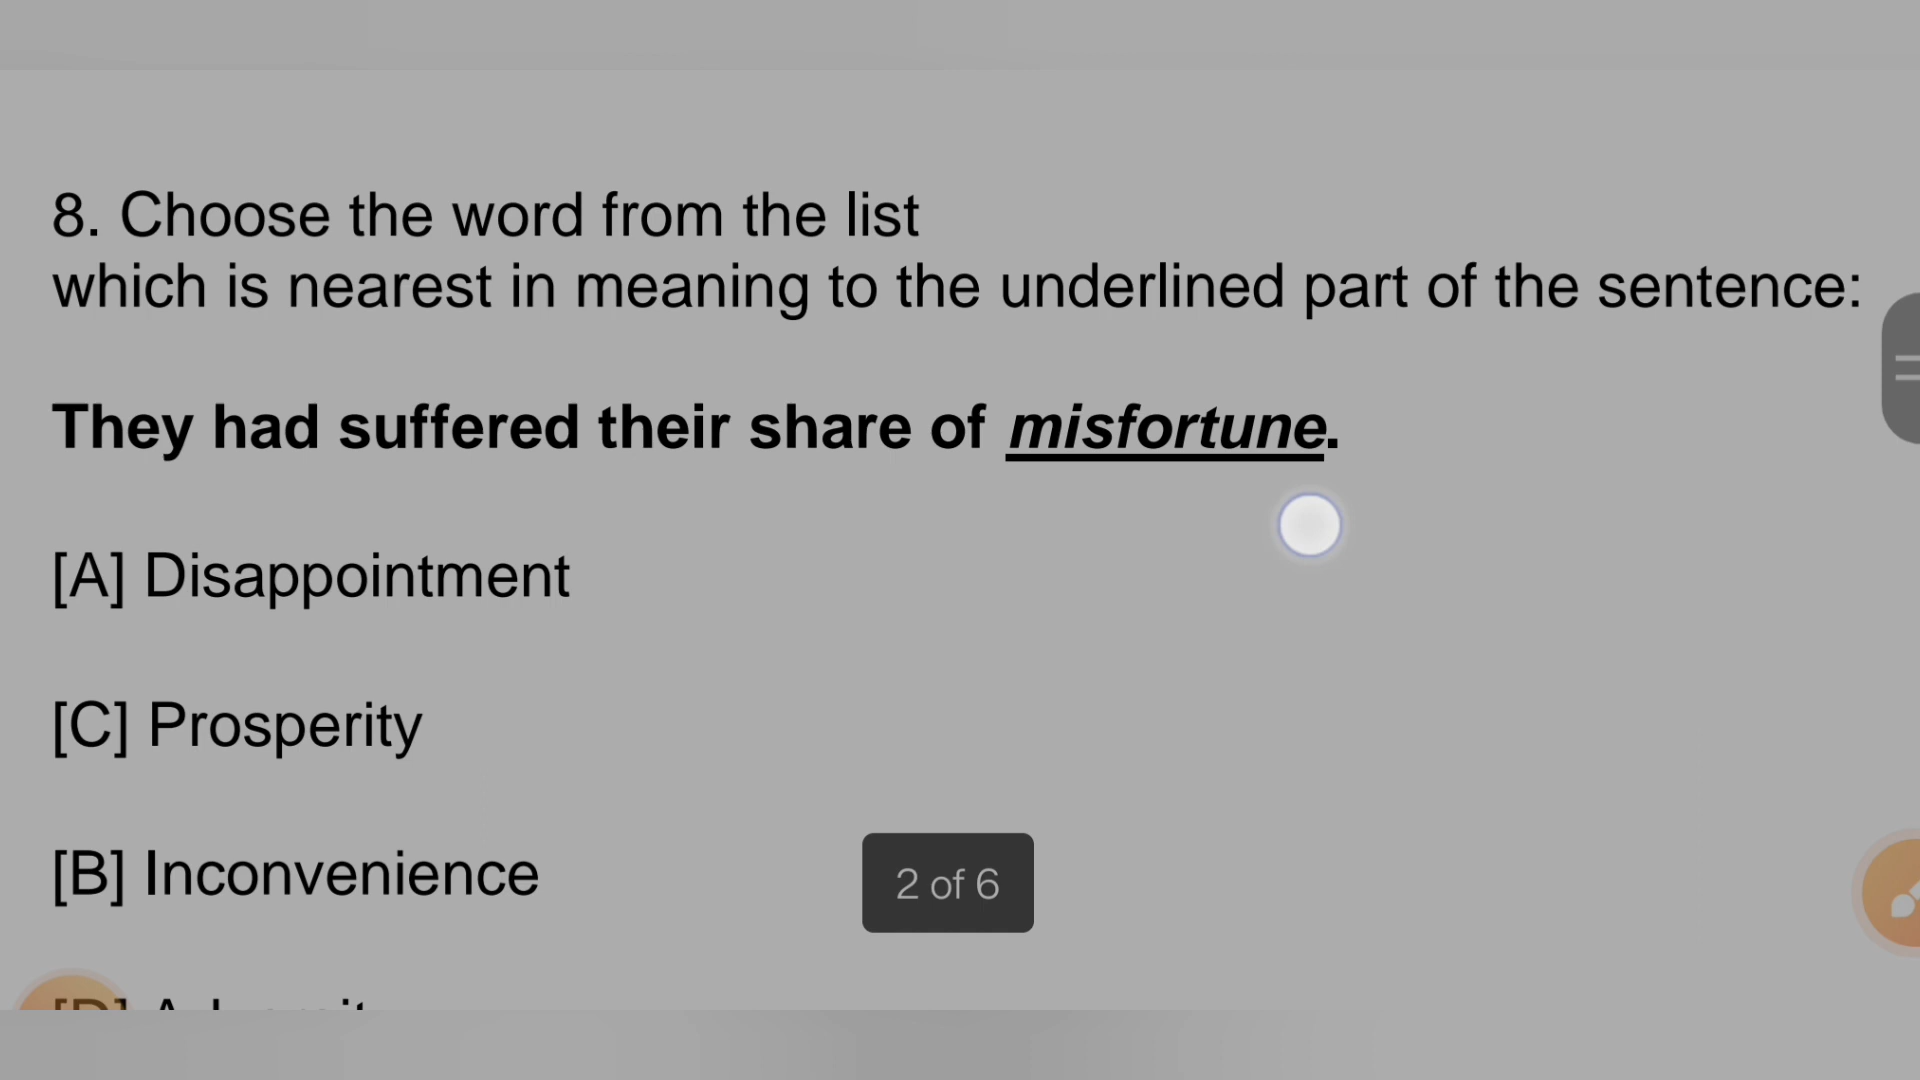 8. Choose the word from the list
which is nearest in meaning to the underlined part of the sentence:
They had suffered their share of misfortune.
[A] Disappointment
[C] Prosperity
[B] Inconvenience
2 of 6
[D]